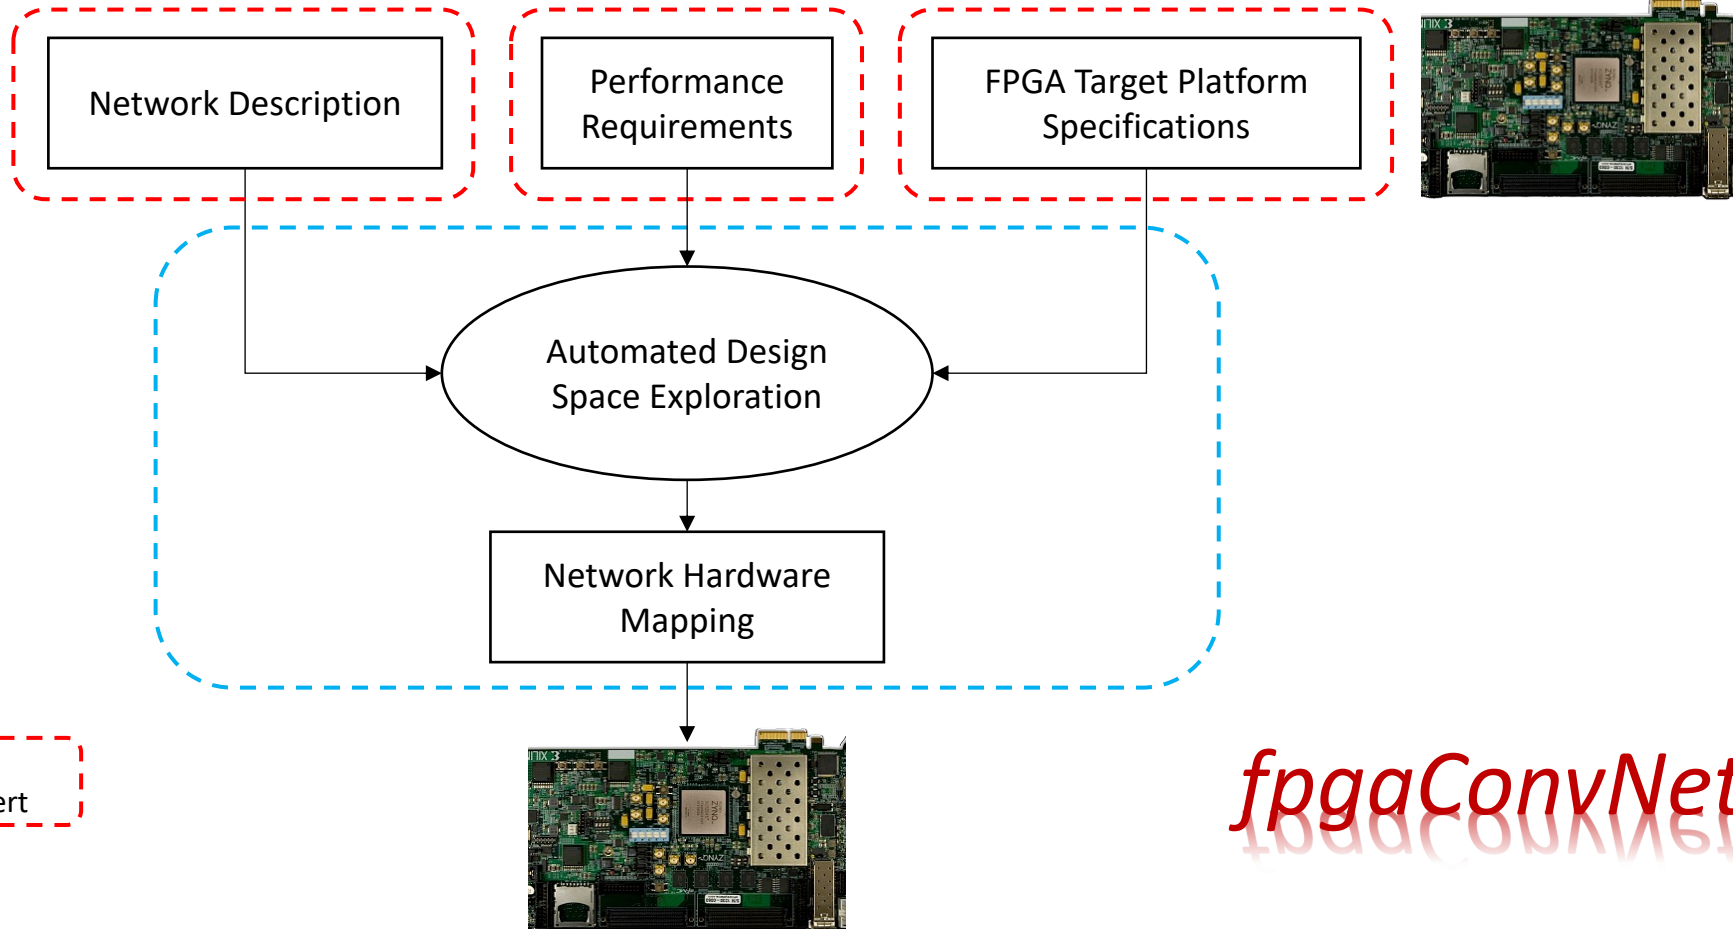 Network Description
Performance
Requirements
FPGA Target Platform
Specifications
Automated Design
Space Exploration
Network Hardware
Mapping
ert
fpgaConvNet